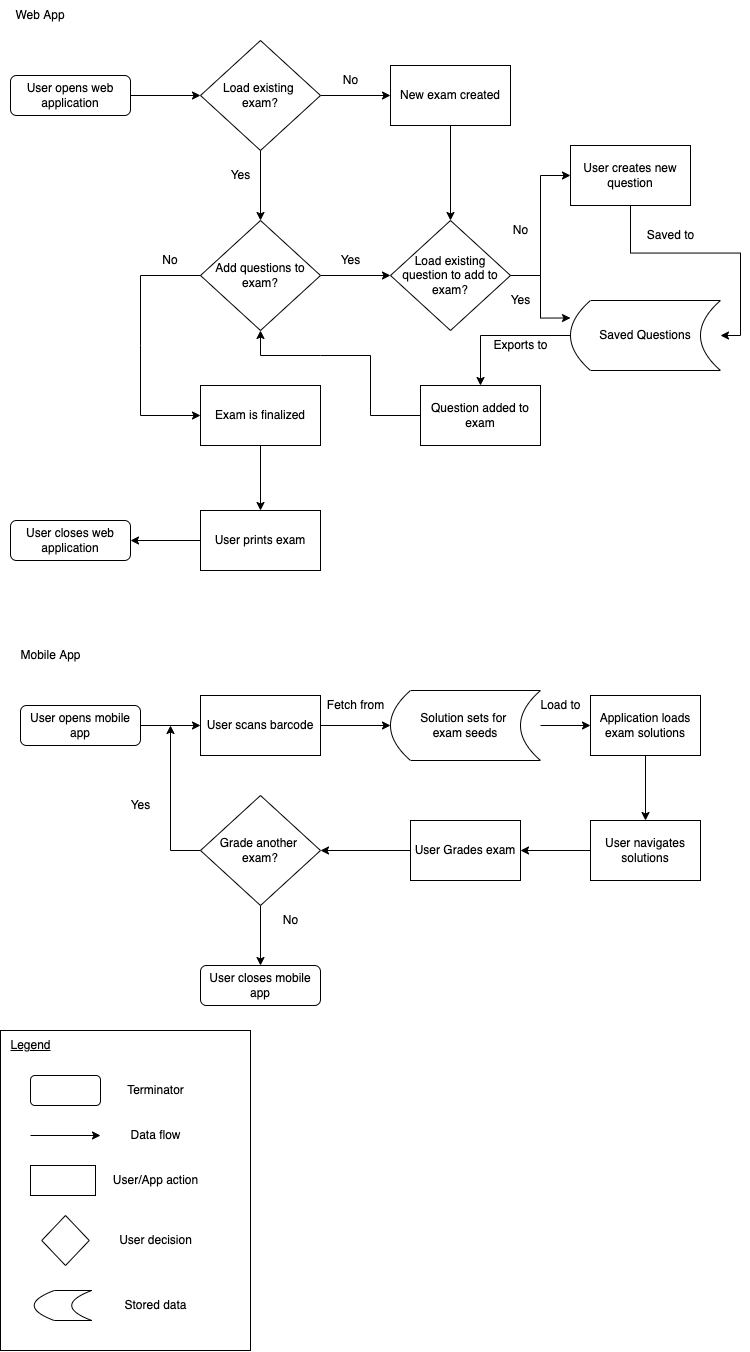 Web App
User opens web
application
Load existing
exam?
No
New exam created
Yes
User creates new
question
No
Saved to
Add questions to
exam?
No
Yes
Load existing
question to add to
exam?
Yes
Saved Questions
Exports to
Exam is finalized
Question added to
exam
User closes web
application
User prints exam
Mobile App
User opens mobile
app
User scans barcode
Fetch from
Solution sets for
exam seeds
Load to
Application loads
exam solutions
Yes
Grade another
exam?
User Grades exam
User navigates
solutions
No
User closes mobile
app
Legend
Terminator
Data flow
User/App action
User decision
Stored data